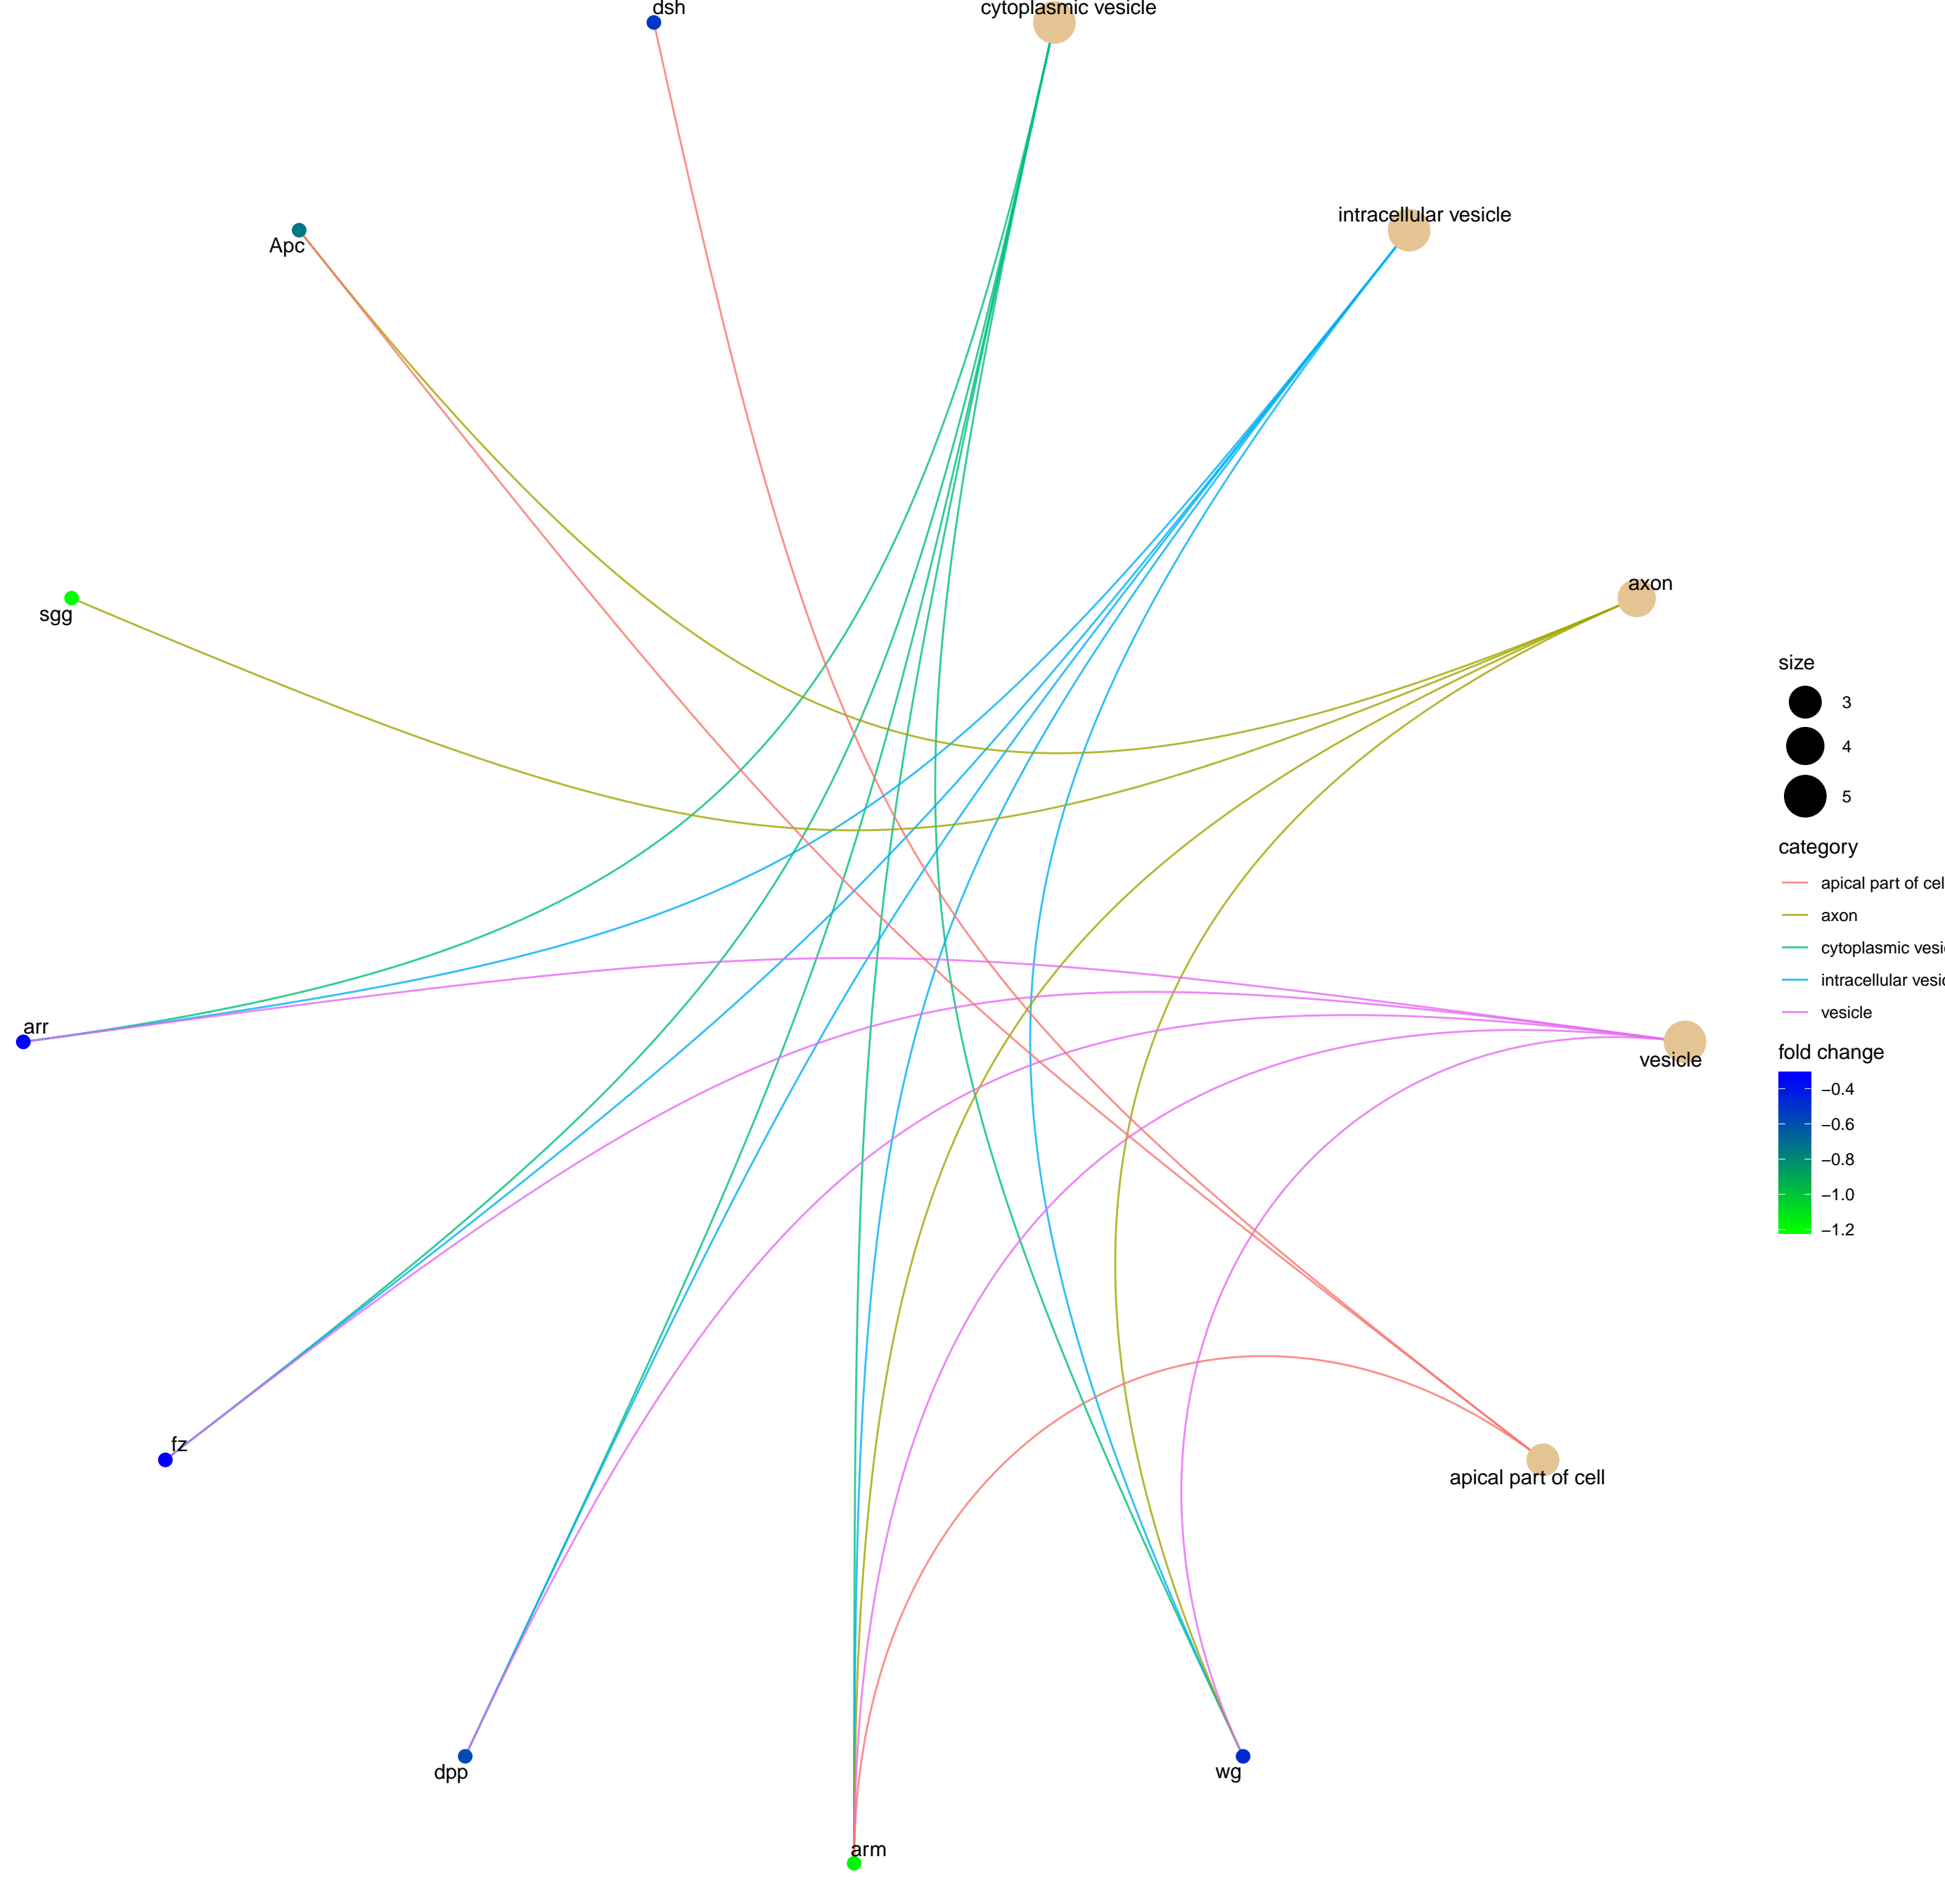 dsh
cytoplasmic vesicle
intracellular vesicle
Apc
axon
sgg
size
3
4
5
category
apical part of cel
axon
cytoplasmic vesi
intracellular vesi
vesicle
arr
vesicle
fold change
−0.4
−0.6
−0.8
−1.0
−1.2
fz
apical part of cell
dpp
wg
arm